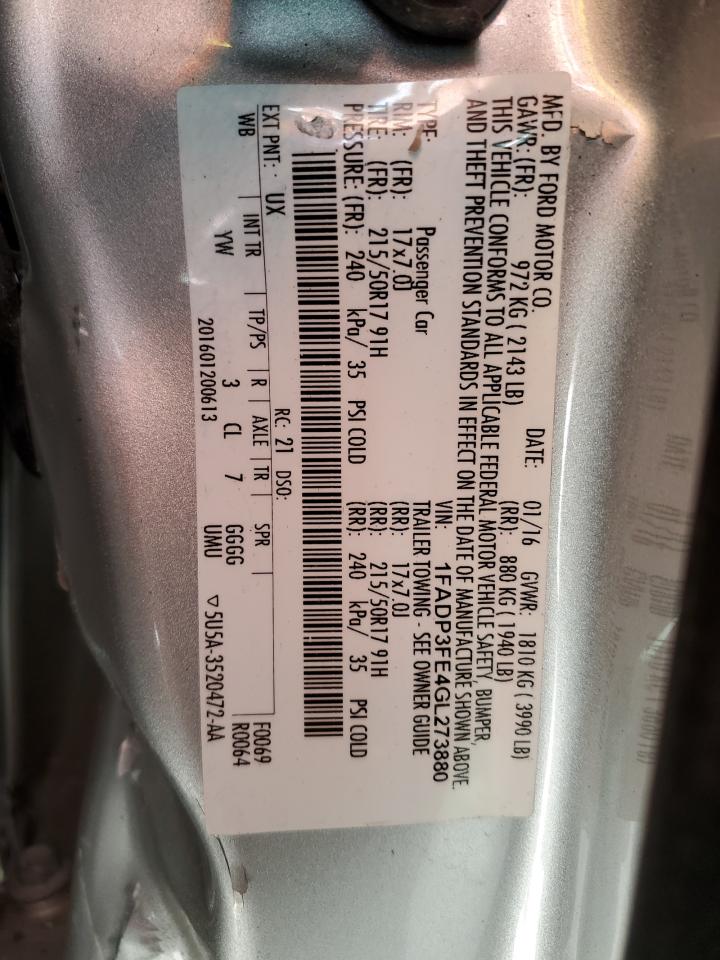 MFD. BY FORD MOTOR CO.
DATE: 01/16 GVWR: 1810 KG ( 3990 LB)
GAWR: (FR): 972 KG ( 2143 LB) (RR): 880 KG ( 1940 LB)
THIS VEHICLE CONFORMS TO ALL APPLICABLE FEDERAL MOTOR VEHICLE SAFETY, BUMPER,
AND THEFT PREVENTION STANDARDS IN EFFECT ON THE DATE OF MANUFACTURE SHOWN ABOVE.
VIN: 1FADP3FE4GL273880
TYPE: Passenger Car TRAILER TOWING - SEE OWNER GUIDE
RIM: (FR): 17x7.0J (RR): 17x7.0J
TIRE: (FR): 215/50R17 91H (RR): 215/50R17 91H
PRESSURE: (FR): 240 kPa/ 35 PSI COLD (RR): 240 kPa/ 35 PSI COLD
EXT PNT: UX RC: 21 DSO: F0069
WB INT TR TP/PS R AXLE TR SPR R0064
YW 3 CL 7 GGGG
201601200613 UMU ▽5U5A-3520472-AA